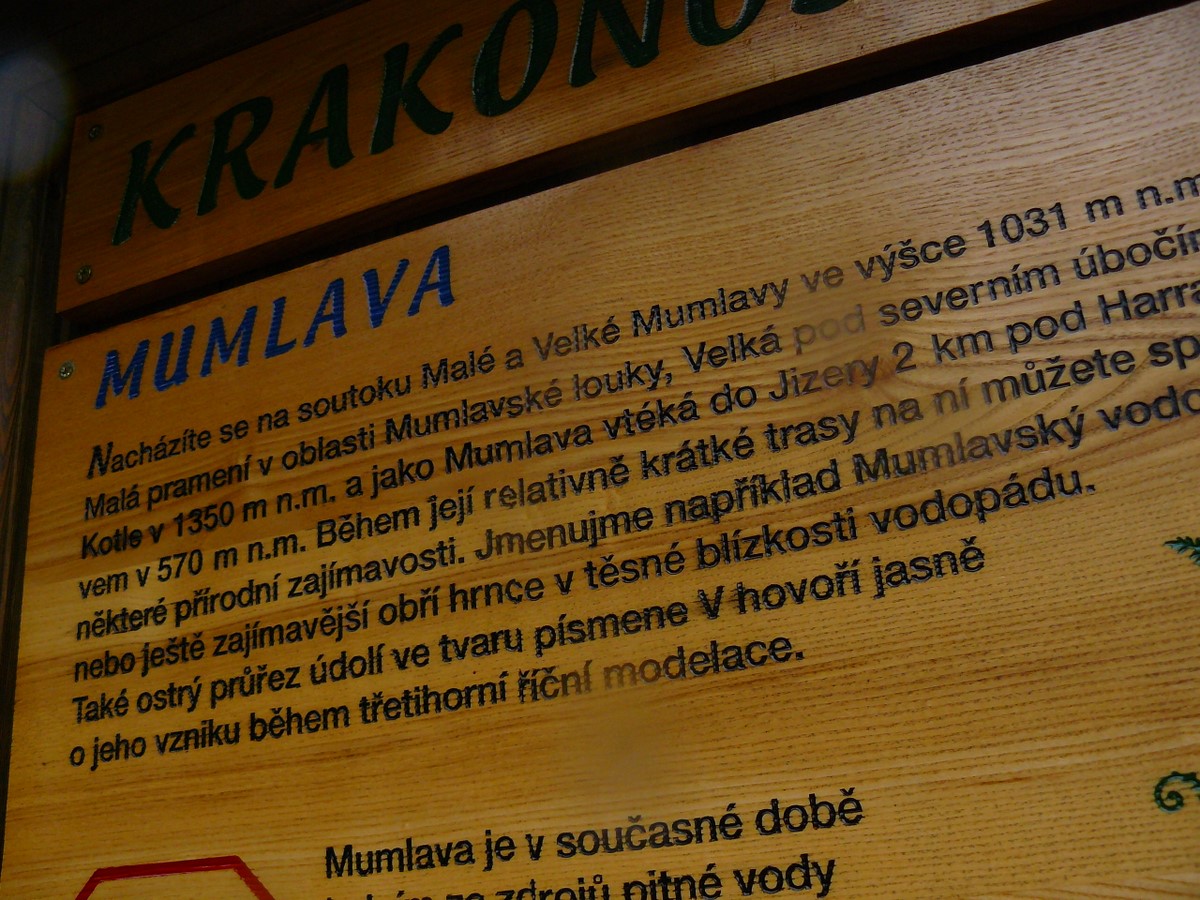 KRAKONO
MUMLAVA
Nacházíte se na soutoku Malé a Velké Mumlavy ve výšce 1031 m n.m
Malá pramení v oblasti Mumlavské louky, Velká pod severním úbočím
Kotle v 1350 m n.m. a jako Mumlava vtéká do Jizery 2 km pod Harra
vem v 570 m n.m. Během její relativně krátké trasy na ní můžete sp
některé přírodní zajímavosti. Jmenujme například Mumlavský vodo
nebo ještě zajímavější obří hrnce v těsné blízkosti vodopádu.
Také ostrý průřez údolí ve tvaru písmene V hovoří jasně
o jeho vzniku během třetihorní říční modelace.
Mumlava je v současné době
ze zdrojů pitné vody